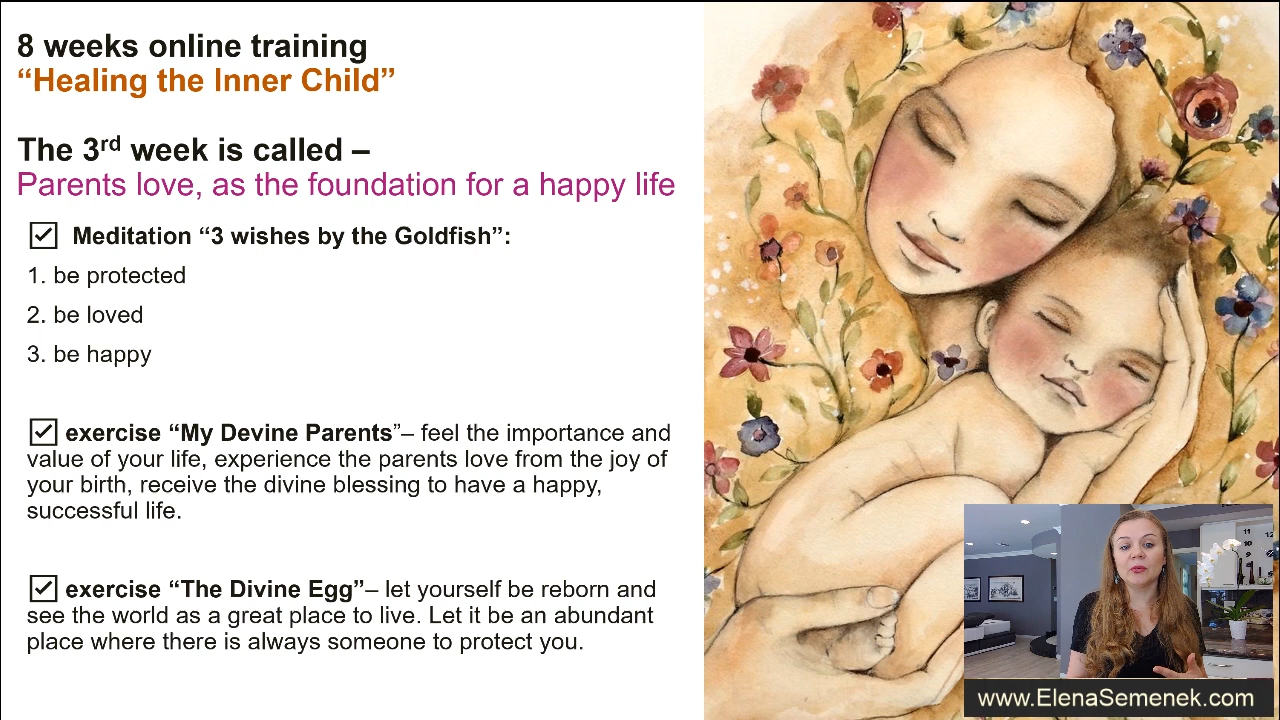 8 weeks online training
“Healing the Inner Child”
The 3rd week is called –
Parents love, as the foundation for a happy life
Meditation “3 wishes by the Goldfish”:
1. be protected
2. be loved
3. be happy
exercise “My Devine Parents”– feel the importance and
value of your life, experience the parents love from the joy of
your birth, receive the divine blessing to have a happy,
successful life.
exercise “The Divine Egg”– let yourself be reborn and
see the world as a great place to live. Let it be an abundant
place where there is always someone to protect you.
www.ElenaSemenek.com